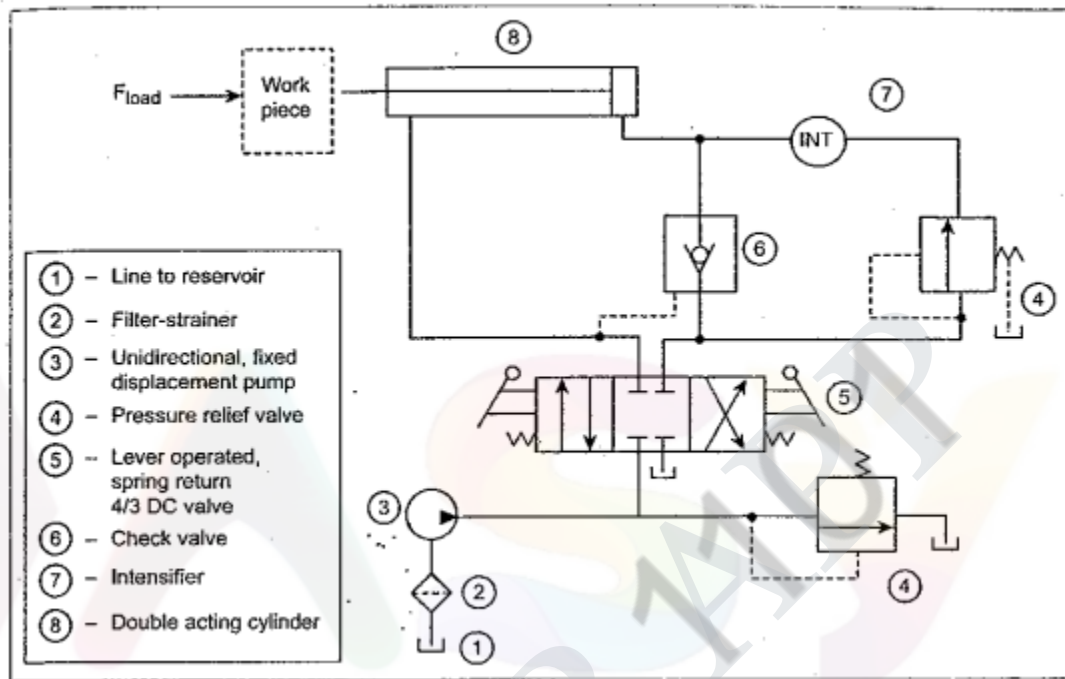 ⑧
F_load
Work
piece
⑦
INT
⑥
④
① – Line to reservoir
② – Filter-strainer
③ – Unidirectional, fixed
displacement pump
④ – Pressure relief valve
⑤ – Lever operated,
spring return
4/3 DC valve
⑥ – Check valve
⑦ – Intensifier
⑧ – Double acting cylinder
⑤
③
②
④
①